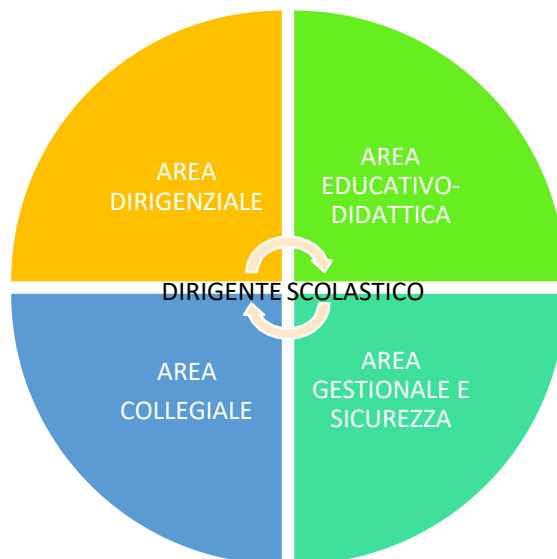 AREA
DIRIGENZIALE
AREA
EDUCATIVO-
DIDATTICA
DIRIGENTE SCOLASTICO
AREA
COLLEGIALE
AREA
GESTIONALE E
SICUREZZA